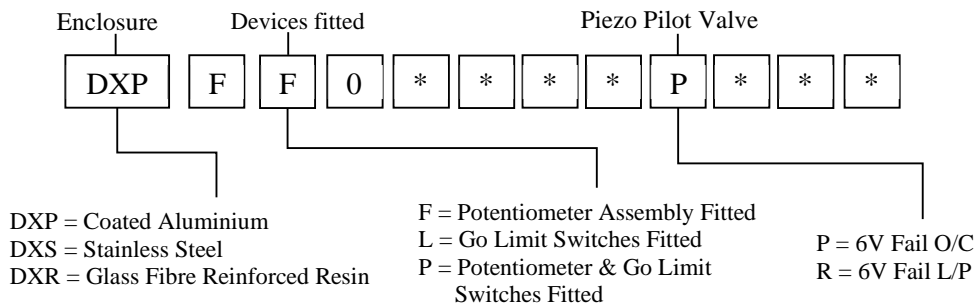 Enclosure
Devices fitted
Piezo Pilot Valve
DXP F F 0 * * * * P * * *
DXP = Coated Aluminium
DXS = Stainless Steel
DXR = Glass Fibre Reinforced Resin
F = Potentiometer Assembly Fitted
L = Go Limit Switches Fitted
P = Potentiometer & Go Limit
Switches Fitted
P = 6V Fail O/C
R = 6V Fail L/P